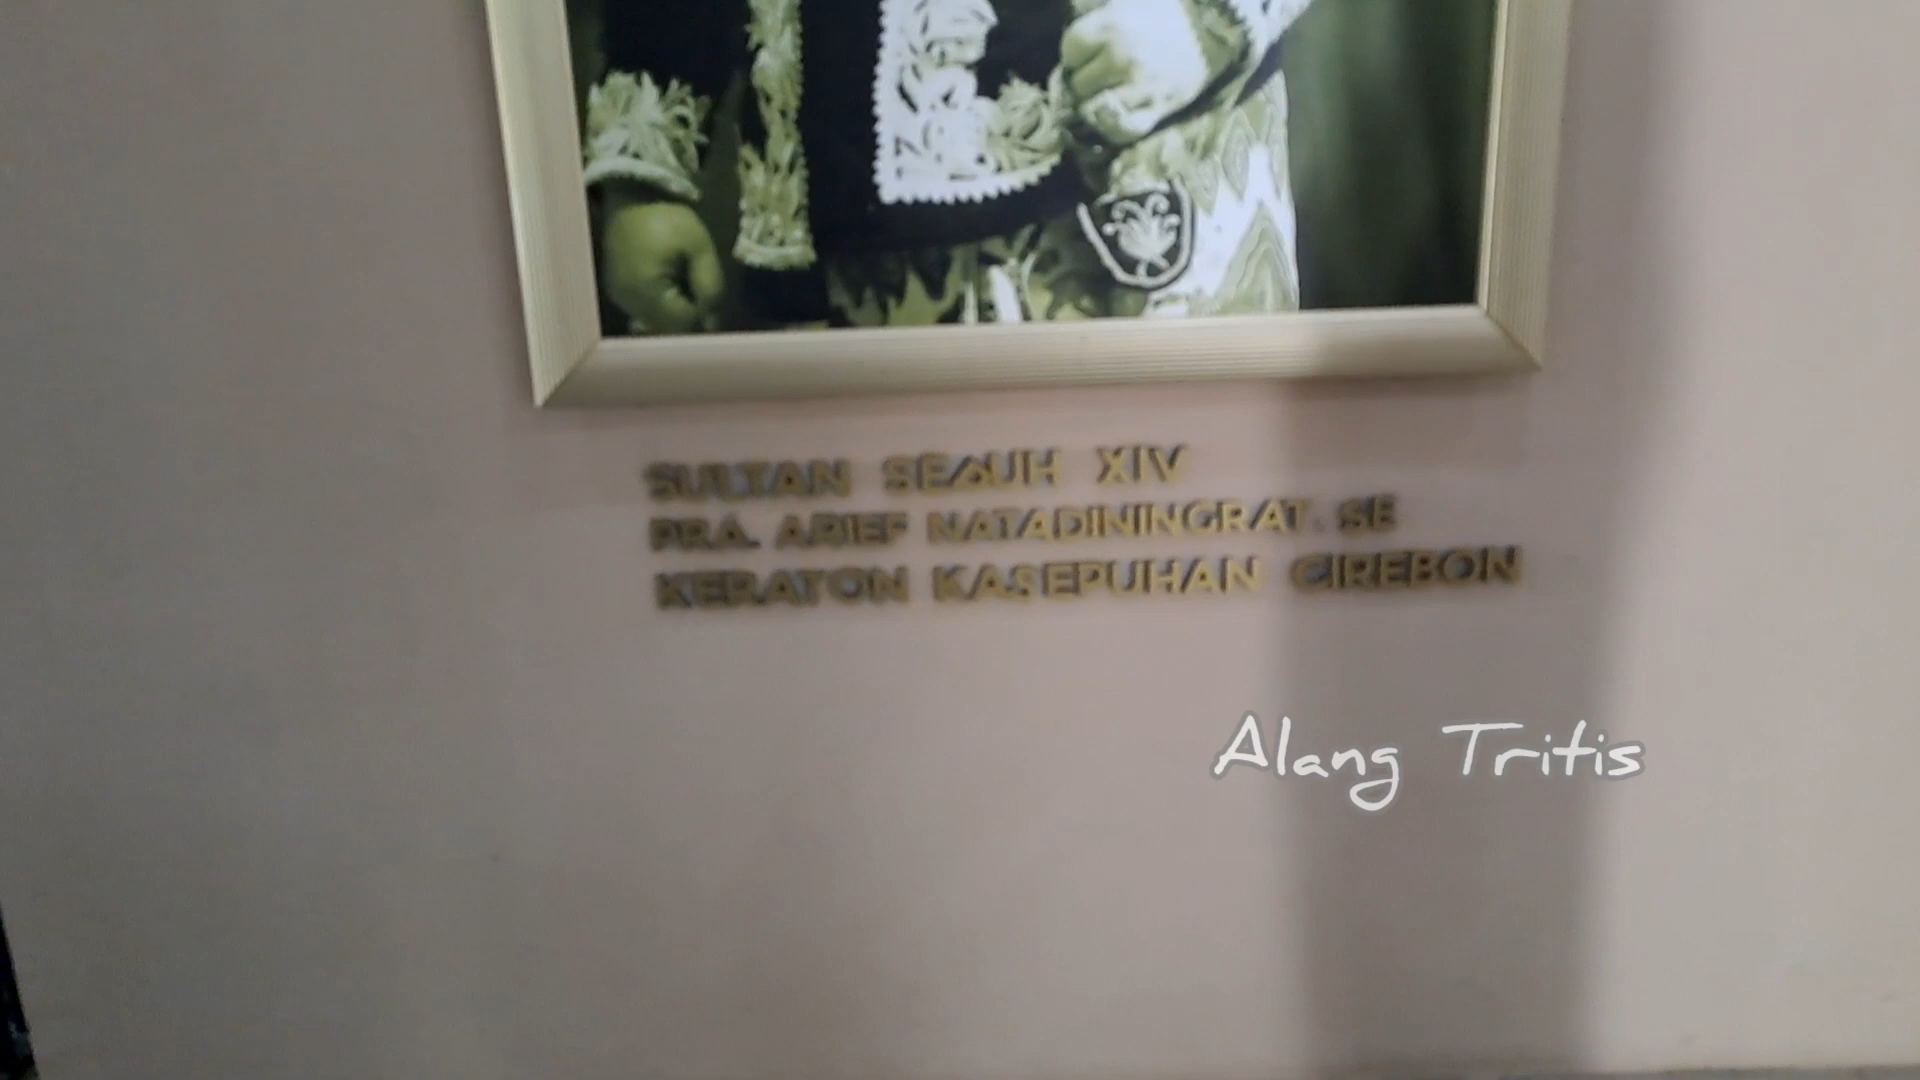 SULTAN SEPUH XIV
PRA. ARIEF NATADININGRAT. SE
KERATON KASEPUHAN CIREBON
Alang Tritis